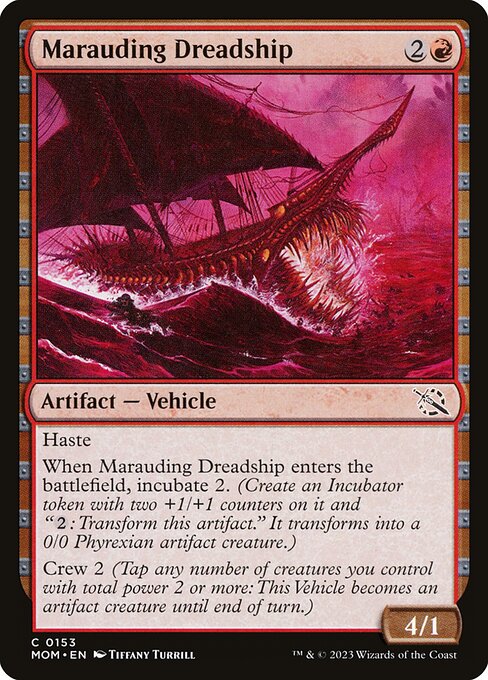 Marauding Dreadship 2
Artifact — Vehicle
Haste
When Marauding Dreadship enters the
battlefield, incubate 2. (Create an Incubator
token with two +1/+1 counters on it and
“2: Transform this artifact.” It transforms into a
0/0 Phyrexian artifact creature.)
Crew 2 (Tap any number of creatures you control
with total power 2 or more: This Vehicle becomes an
artifact creature until end of turn.)
4/1
C 0153
MOM • EN Tiffany Turrill
™ & © 2023 Wizards of the Coast